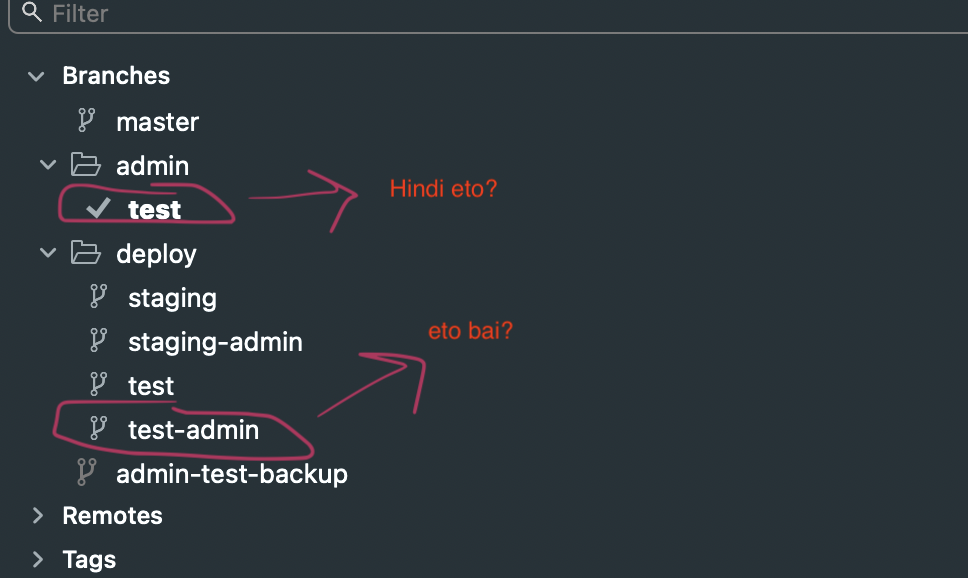 Filter
Branches
master
admin
Hindi eto?
test
deploy
staging
eto bai?
staging-admin
test
test-admin
admin-test-backup
Remotes
Tags